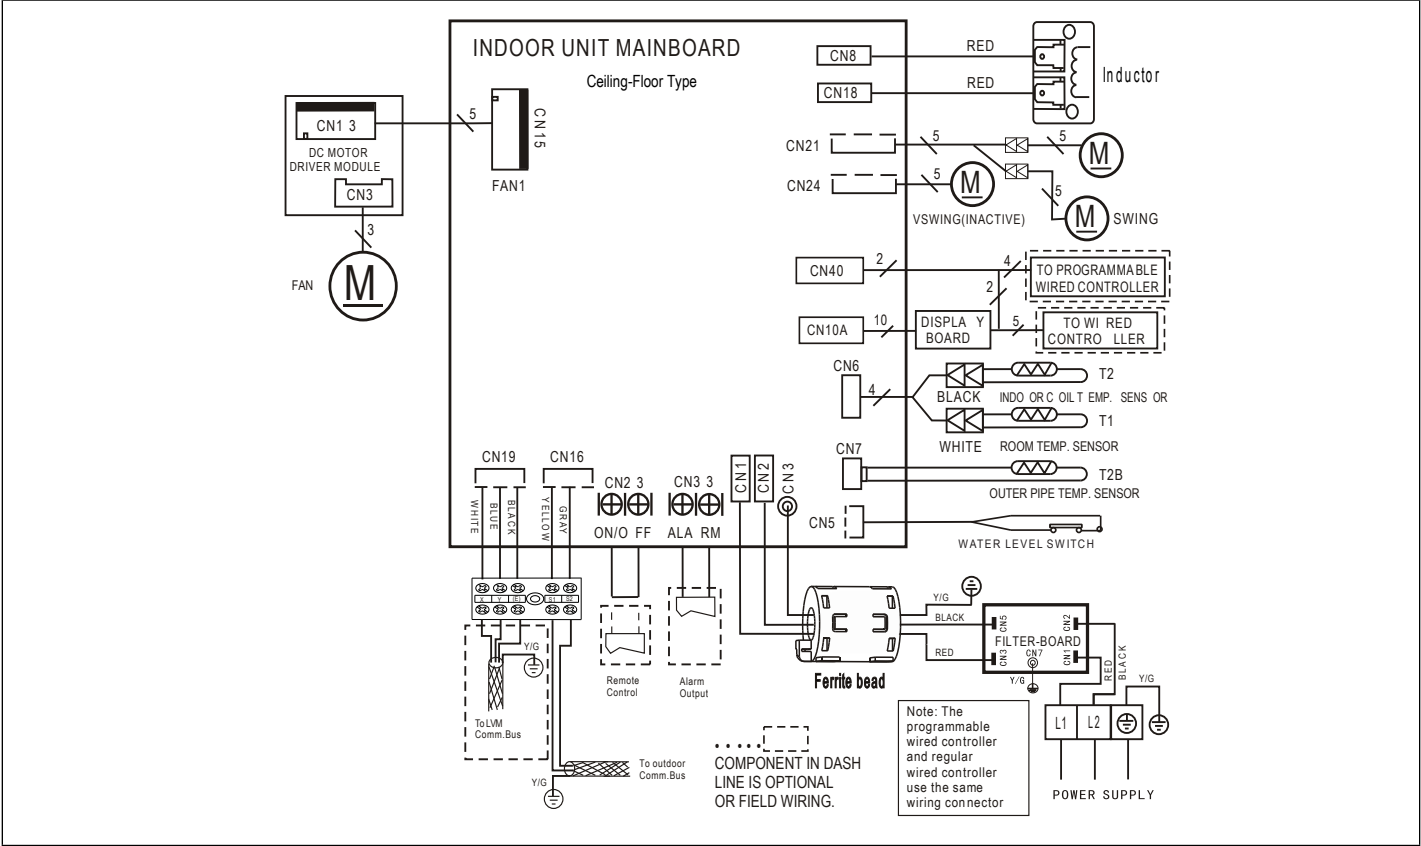 INDOOR UNIT MAINBOARD
Ceiling-Floor Type
CN8
RED
CN18
RED
Inductor
CN1 3
DC MOTOR
DRIVER MODULE
CN3
3
FAN
M
5
CN15
FAN1
CN21
5
5
M
CN24
5
M
VSWING(INACTIVE)
5
M
SWING
CN40
2
4
TO PROGRAMMABLE
WIRED CONTROLLER
2
CN10A
10
DISPLA Y
BOARD
5
TO WI RED
CONTRO LLER
CN6
4
BLACK
T2
INDO OR C OIL T EMP. SENS OR
T1
WHITE
ROOM TEMP. SENSOR
CN7
T2B
OUTER PIPE TEMP. SENSOR
CN5
WATER LEVEL SWITCH
CN19
WHITE
BLUE
BLACK
CN16
YELLOW
GRAY
CN2 3
ON/O FF
CN3 3
ALA RM
CN1
CN2
CN3
X
Y
(E)
S1
S2
Y/G
To LVM
Comm.Bus
Y/G
To outdoor
Comm.Bus
Remote
Control
Alarm
Output
Ferrite bead
Y/G
BLACK
RED
CN5
CN2
FILTER-BOARD
CN3
CN7
CN1
Y/G
RED
BLACK
Y/G
L1
L2
POWER SUPPLY
COMPONENT IN DASH
LINE IS OPTIONAL
OR FIELD WIRING.
Note: The
programmable
wired controller
and regular
wired controller
use the same
wiring connector